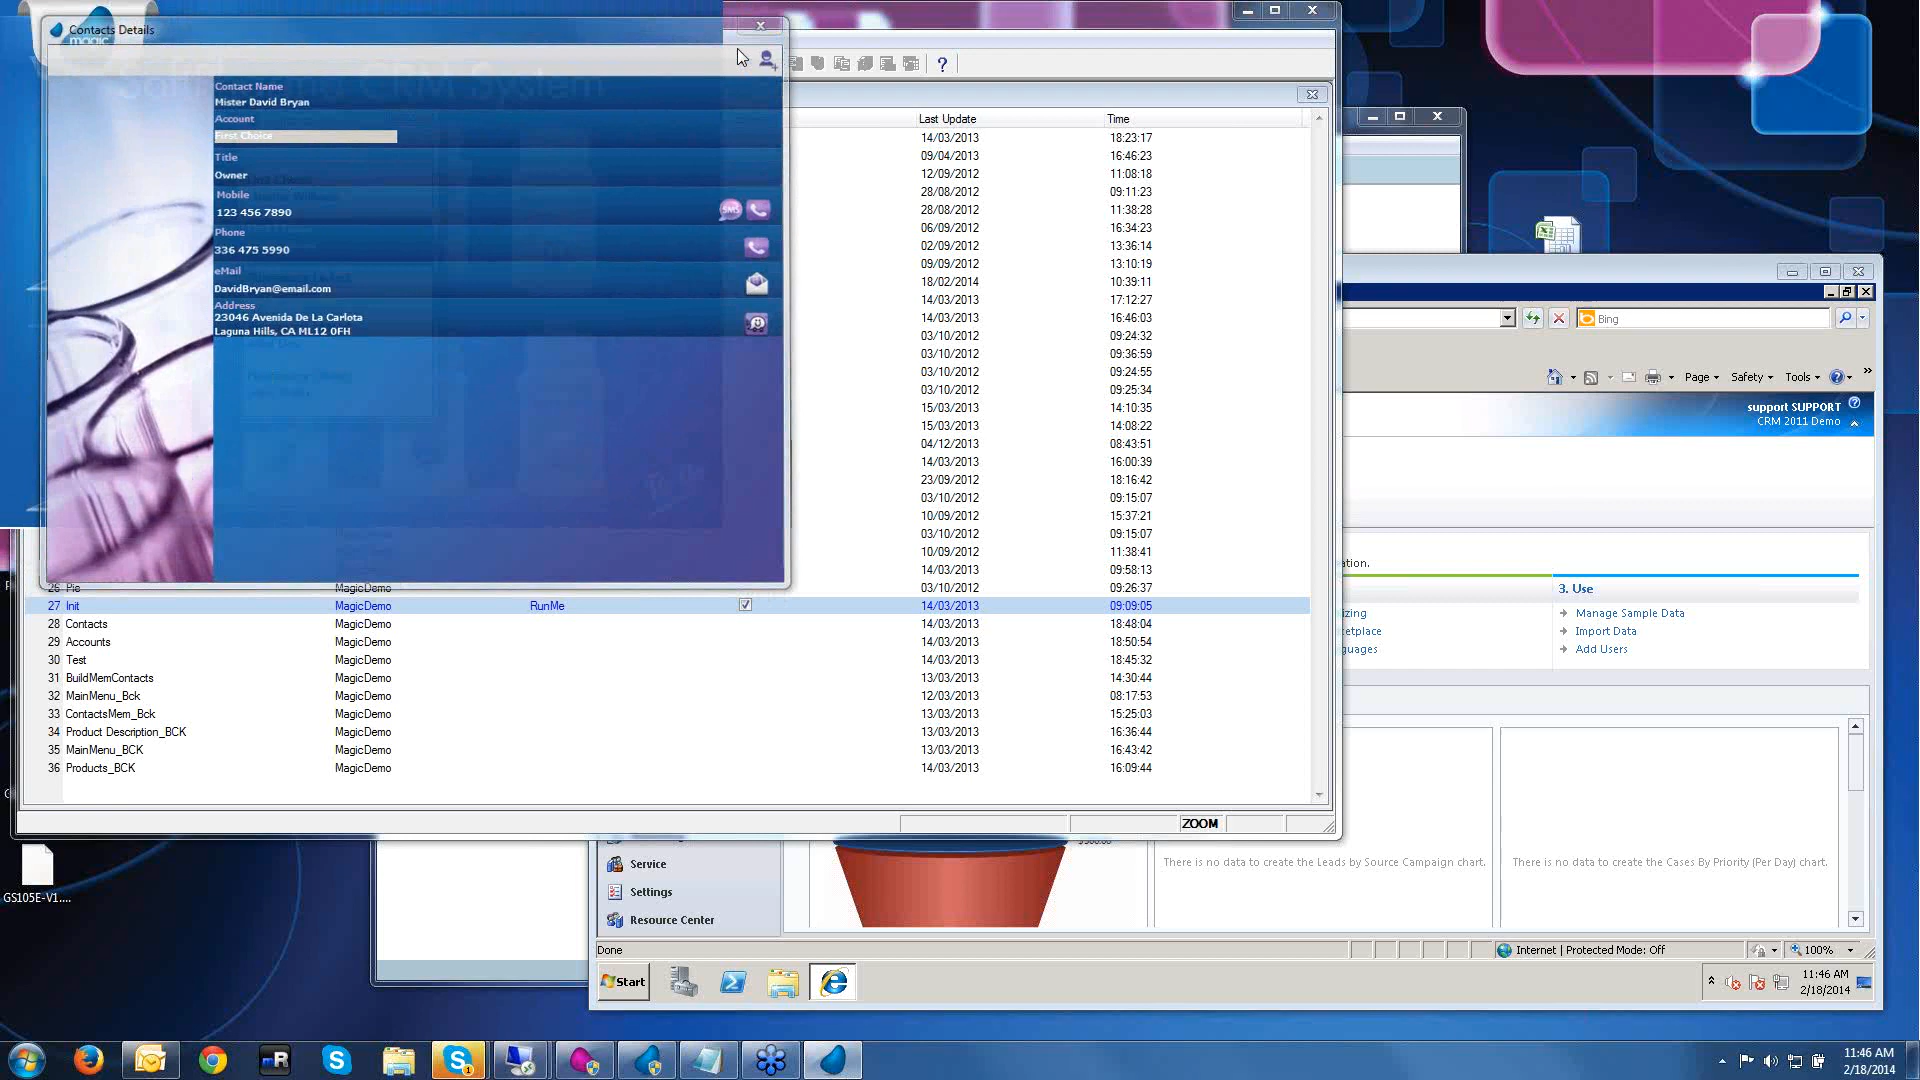 Contacts Details
magic
CRM System
Contact Name
Mister David Bryan
Account
First Choice
Title
Owner
Mobile
123 456 7890
SMS
Phone
336 475 5990
eMail
DavidBryan@email.com
Address
23046 Avenida De La Carlota
Laguna Hills, CA ML12 0FH
?
Last Update Time
14/03/2013 18:23:17
09/04/2013 16:46:23
12/09/2012 11:08:18
28/08/2012 09:11:23
28/08/2012 11:38:28
06/09/2012 16:34:23
02/09/2012 13:36:14
09/09/2012 13:10:19
18/02/2014 10:39:11
14/03/2013 17:12:27
14/03/2013 16:46:03
03/10/2012 09:24:32
03/10/2012 09:36:59
03/10/2012 09:24:55
03/10/2012 09:25:34
15/03/2013 14:10:35
15/03/2013 14:08:22
04/12/2013 08:43:51
14/03/2013 16:00:39
23/09/2012 18:16:42
03/10/2012 09:15:07
10/09/2012 15:37:21
03/10/2012 09:15:07
10/09/2012 11:38:41
14/03/2013 09:58:13
26 Pie MagicDemo 03/10/2012 09:26:37
27 Init MagicDemo RunMe 14/03/2013 09:09:05
28 Contacts MagicDemo 14/03/2013 18:48:04
29 Accounts MagicDemo 14/03/2013 18:50:54
30 Test MagicDemo 14/03/2013 18:45:32
31 BuildMemContacts MagicDemo 13/03/2013 14:30:44
32 MainMenu_Bck MagicDemo 12/03/2013 08:17:53
33 ContactsMem_Bck MagicDemo 13/03/2013 15:25:03
34 Product Description_BCK MagicDemo 13/03/2013 16:36:44
35 MainMenu_BCK MagicDemo 13/03/2013 16:43:42
36 Products_BCK MagicDemo 14/03/2013 16:09:44
ZOOM
Bing
Page Safety Tools
support SUPPORT
CRM 2011 Demo
ation.
3. Use
izing
Manage Sample Data
etplace
Import Data
guages
Add Users
Service
Settings
Resource Center
There is no data to create the Leads by Source Campaign chart.
There is no data to create the Cases By Priority (Per Day) chart.
Done
Internet | Protected Mode: Off
100%
Start
11:46 AM
2/18/2014
GS105E-V1....
11:46 AM
2/18/2014